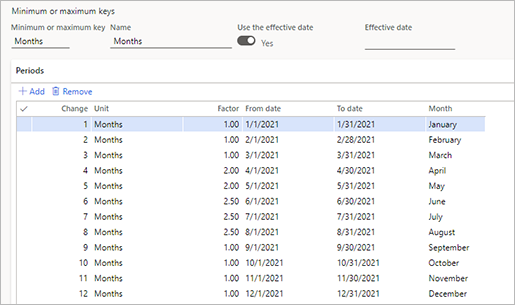 Minimum or maximum keys
Minimum or maximum key Name Use the effective date Effective date
Months Months Yes
Periods
+ Add Remove
Change Unit Factor From date To date Month
1 Months 1.00 1/1/2021 1/31/2021 January
2 Months 1.00 2/1/2021 2/28/2021 February
3 Months 1.00 3/1/2021 3/31/2021 March
4 Months 2.00 4/1/2021 4/30/2021 April
5 Months 2.00 5/1/2021 5/31/2021 May
6 Months 2.50 6/1/2021 6/30/2021 June
7 Months 2.50 7/1/2021 7/31/2021 July
8 Months 2.50 8/1/2021 8/31/2021 August
9 Months 1.00 9/1/2021 9/30/2021 September
10 Months 1.00 10/1/2021 10/31/2021 October
11 Months 1.00 11/1/2021 11/30/2021 November
12 Months 1.00 12/1/2021 12/31/2021 December